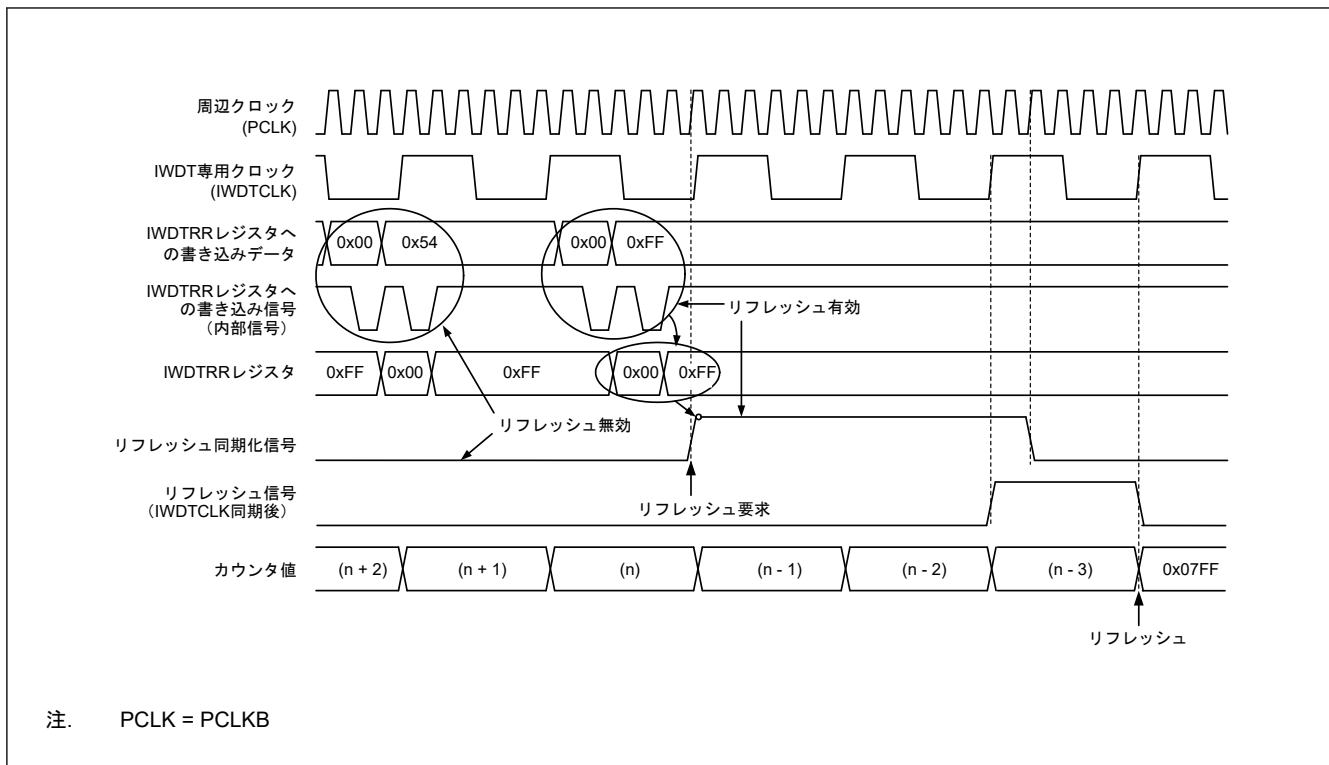 周辺クロック
(PCLK)
IWDT専用クロック
(IWDTCLK)
IWDTRRレジスタへ
の書き込みデータ
0x00 0x54 0x00 0xFF
IWDTRRレジスタへ
の書き込み信号
（内部信号）
リフレッシュ有効
IWDTRRレジスタ
0xFF 0x00 0xFF 0x00 0xFF
リフレッシュ無効
リフレッシュ同期化信号
リフレッシュ信号
（IWDTCLK同期後）
リフレッシュ要求
カウンタ値
(n + 2) (n + 1) (n) (n - 1) (n - 2) (n - 3) 0x07FF
リフレッシュ
注. PCLK = PCLKB